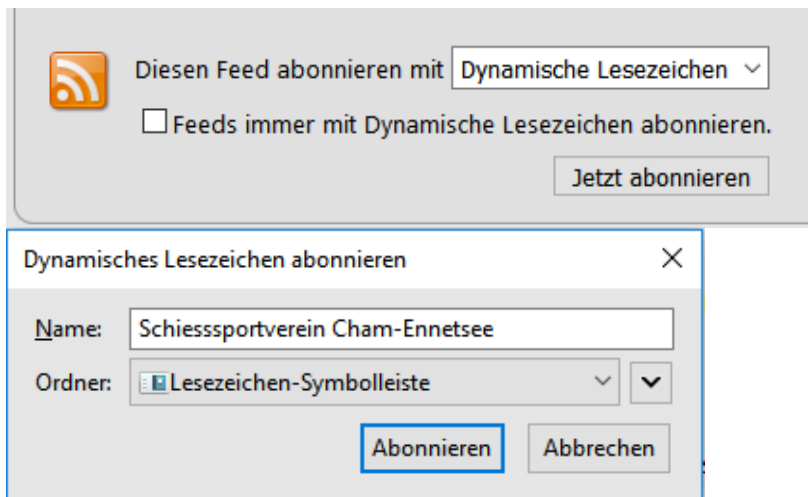 Diesen Feed abonnieren mit Dynamische Lesezeichen
Feeds immer mit Dynamische Lesezeichen abonnieren.
Jetzt abonnieren
Dynamisches Lesezeichen abonnieren
Name: Schiesssportverein Cham-Ennetsee
Ordner: Lesezeichen-Symbolleiste
Abonnieren Abbrechen